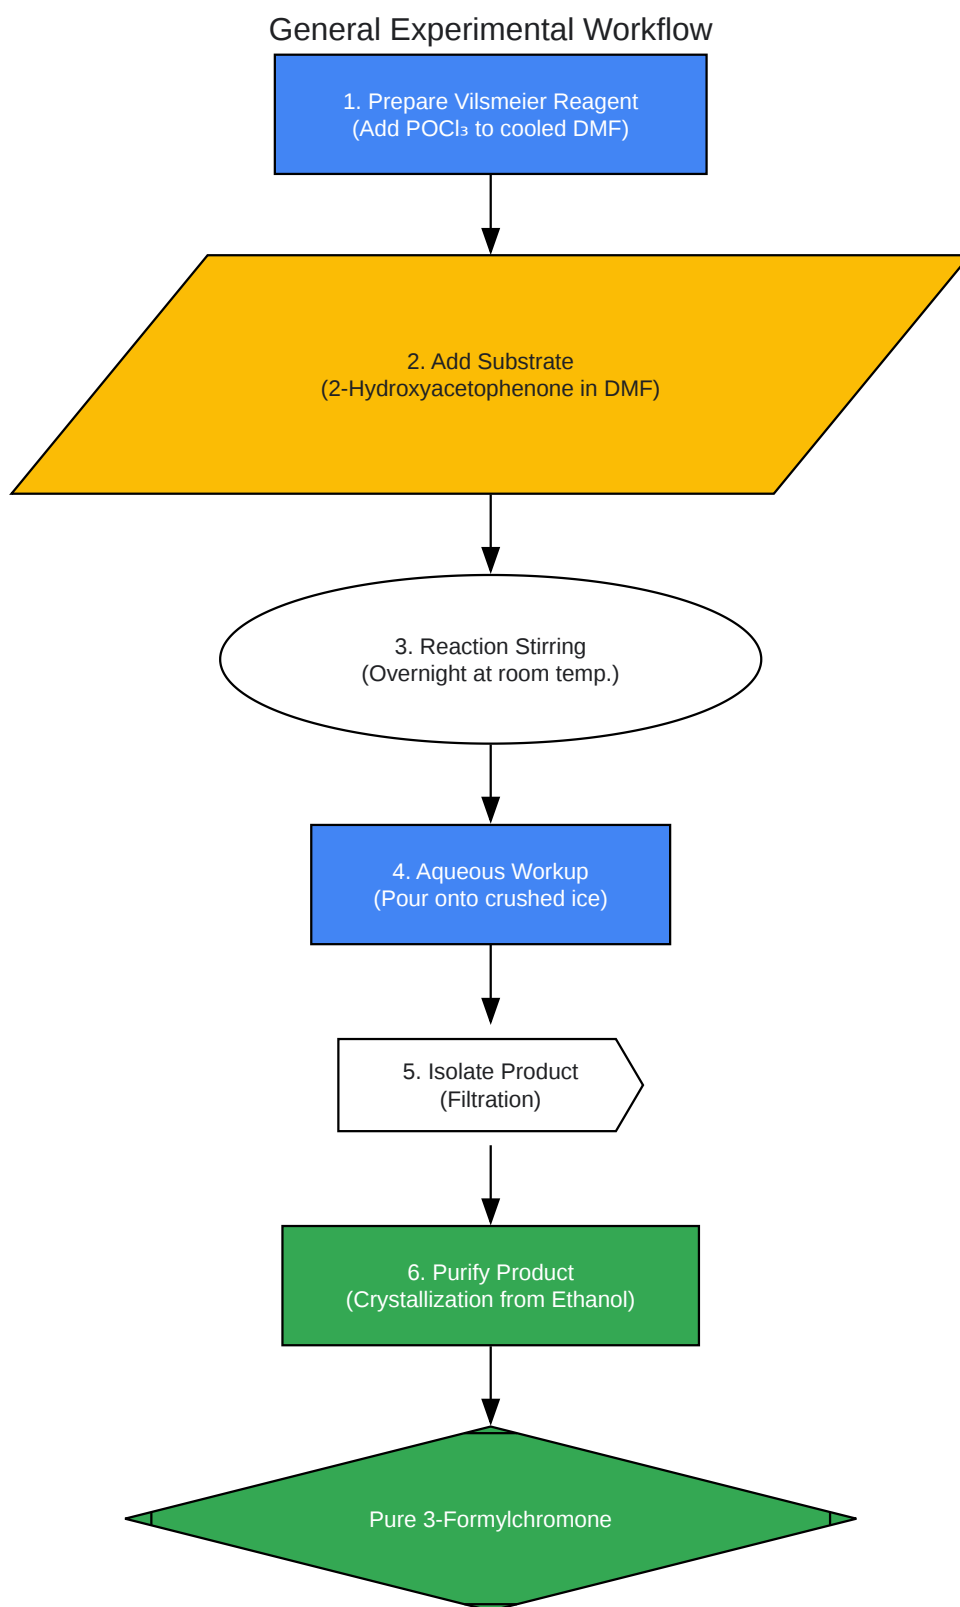 General Experimental Workflow
1. Prepare Vilsmeier Reagent
(Add POCl₃ to cooled DMF)
2. Add Substrate
(2-Hydroxyacetophenone in DMF)
3. Reaction Stirring
(Overnight at room temp.)
4. Aqueous Workup
(Pour onto crushed ice)
5. Isolate Product
(Filtration)
6. Purify Product
(Crystallization from Ethanol)
Pure 3-Formylchromone